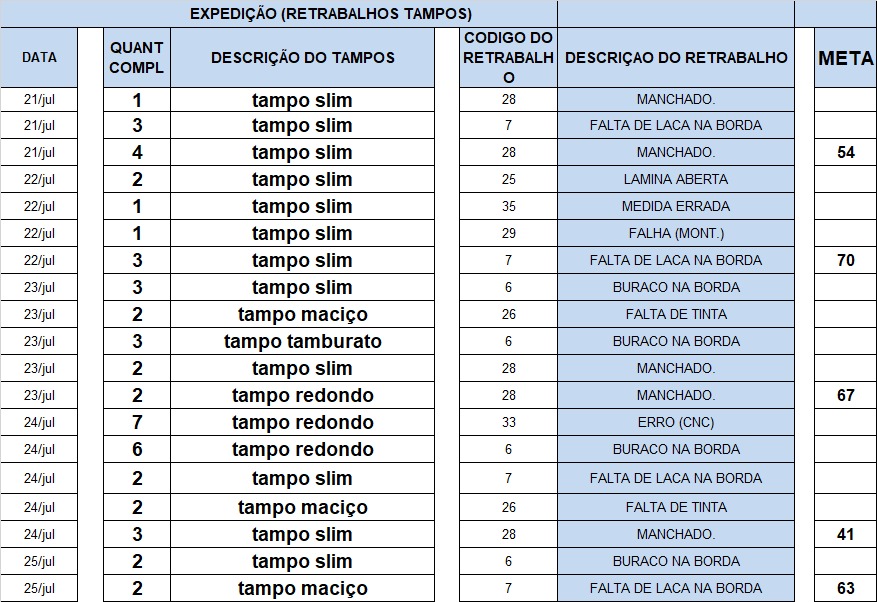 EXPEDIÇÃO (RETRABALHOS TAMPOS)
DATA QUANT COMPL DESCRIÇÃO DO TAMPOS CODIGO DO RETRABALHO DESCRIÇAO DO RETRABALHO META
21/jul 1 tampo slim 28 MANCHADO.
21/jul 3 tampo slim 7 FALTA DE LACA NA BORDA
21/jul 4 tampo slim 28 MANCHADO. 54
22/jul 2 tampo slim 25 LAMINA ABERTA
22/jul 1 tampo slim 35 MEDIDA ERRADA
22/jul 1 tampo slim 29 FALHA (MONT.)
22/jul 3 tampo slim 7 FALTA DE LACA NA BORDA 70
23/jul 3 tampo slim 6 BURACO NA BORDA
23/jul 2 tampo maciço 26 FALTA DE TINTA
23/jul 3 tampo tamburato 6 BURACO NA BORDA
23/jul 2 tampo slim 28 MANCHADO.
23/jul 2 tampo redondo 28 MANCHADO. 67
24/jul 7 tampo redondo 33 ERRO (CNC)
24/jul 6 tampo redondo 6 BURACO NA BORDA
24/jul 2 tampo slim 7 FALTA DE LACA NA BORDA
24/jul 2 tampo maciço 26 FALTA DE TINTA
24/jul 3 tampo slim 28 MANCHADO. 41
25/jul 2 tampo slim 6 BURACO NA BORDA
25/jul 2 tampo maciço 7 FALTA DE LACA NA BORDA 63